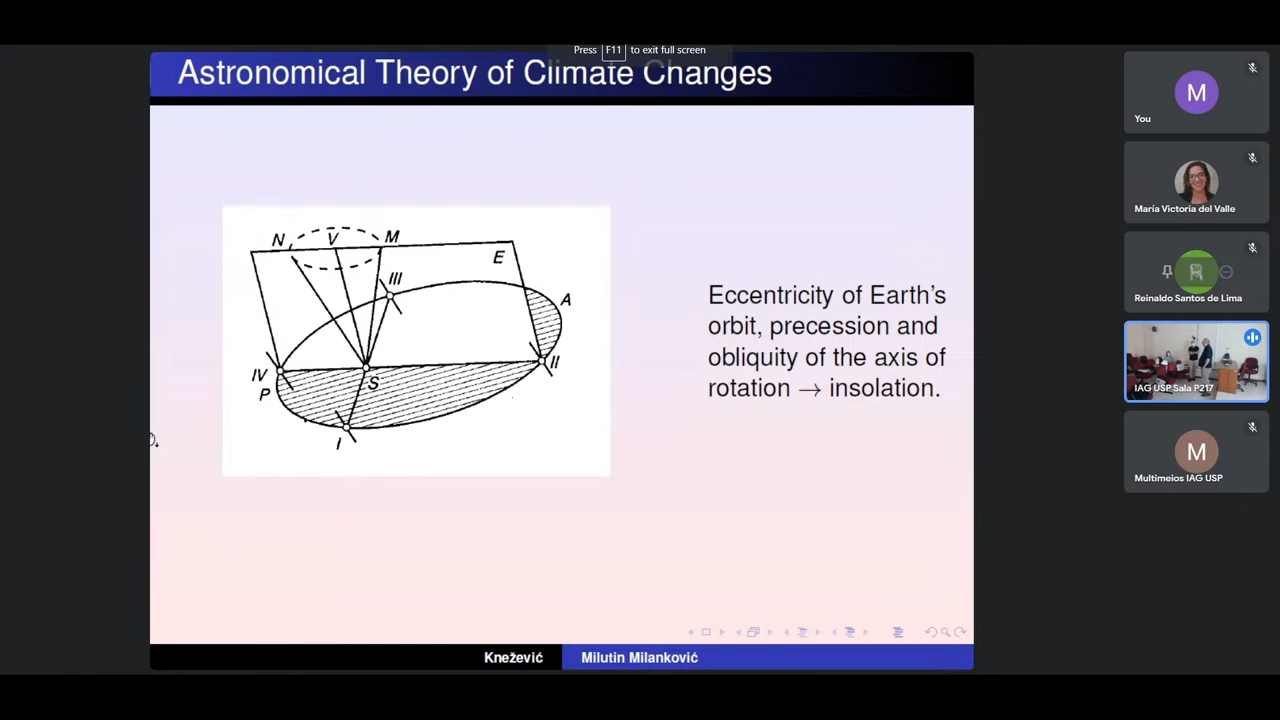 Press F11 to exit full screen
Astronomical Theory of Climate Changes
N V M
E
III
A
IV
S
II
P
I
Eccentricity of Earth's
orbit, precession and
obliquity of the axis of
rotation → insolation.
Knežević
Milutin Milanković
M
You
María Victoria del Valle
R
Reinaldo Santos de Lima
IAG USP Sala P217
M
Multimeios IAG USP